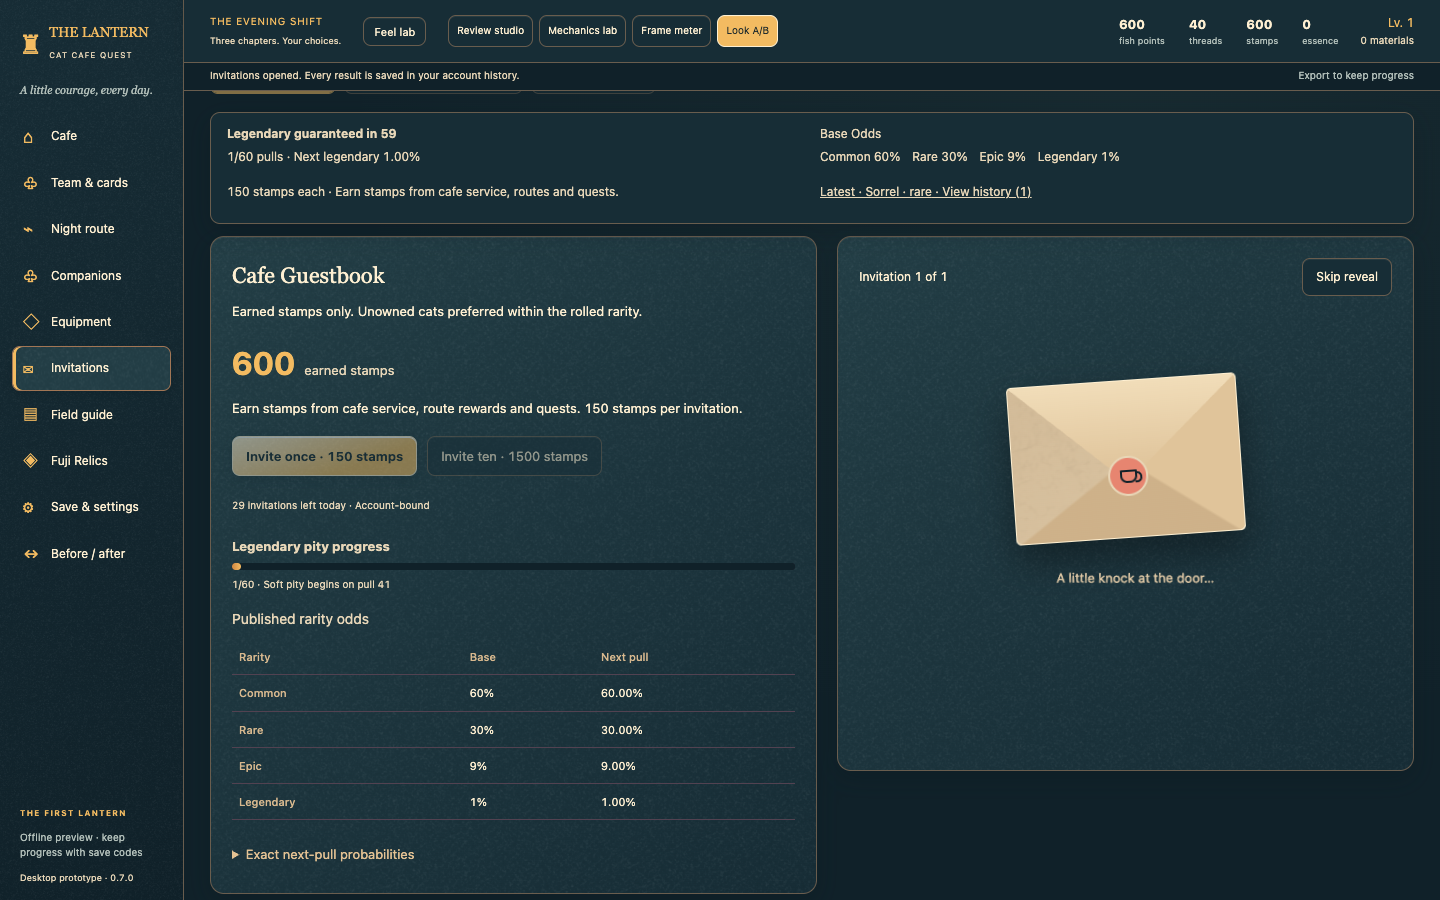 THE LANTERN
CAT CAFE QUEST
A little courage, every day.
Cafe
Team & cards
Night route
Companions
Equipment
Invitations
Field guide
Fuji Relics
Save & settings
Before / after
THE FIRST LANTERN
Offline preview · keep
progress with save codes
Desktop prototype · 0.7.0
THE EVENING SHIFT
Three chapters. Your choices.
Feel lab
Review studio
Mechanics lab
Frame meter
Look A/B
600
fish points
40
threads
600
stamps
0
essence
Lv. 1
0 materials
Invitations opened. Every result is saved in your account history.
Export to keep progress
Legendary guaranteed in 59
1/60 pulls · Next legendary 1.00%
150 stamps each · Earn stamps from cafe service, routes and quests.
Base Odds
Common 60% Rare 30% Epic 9% Legendary 1%
Latest · Sorrel · rare · View history (1)
Cafe Guestbook
Earned stamps only. Unowned cats preferred within the rolled rarity.
600 earned stamps
Earn stamps from cafe service, route rewards and quests. 150 stamps per invitation.
Invite once · 150 stamps
Invite ten · 1500 stamps
29 invitations left today · Account-bound
Legendary pity progress
1/60 · Soft pity begins on pull 41
Published rarity odds
Rarity Base Next pull
Common 60% 60.00%
Rare 30% 30.00%
Epic 9% 9.00%
Legendary 1% 1.00%
Exact next-pull probabilities
Invitation 1 of 1
Skip reveal
A little knock at the door...